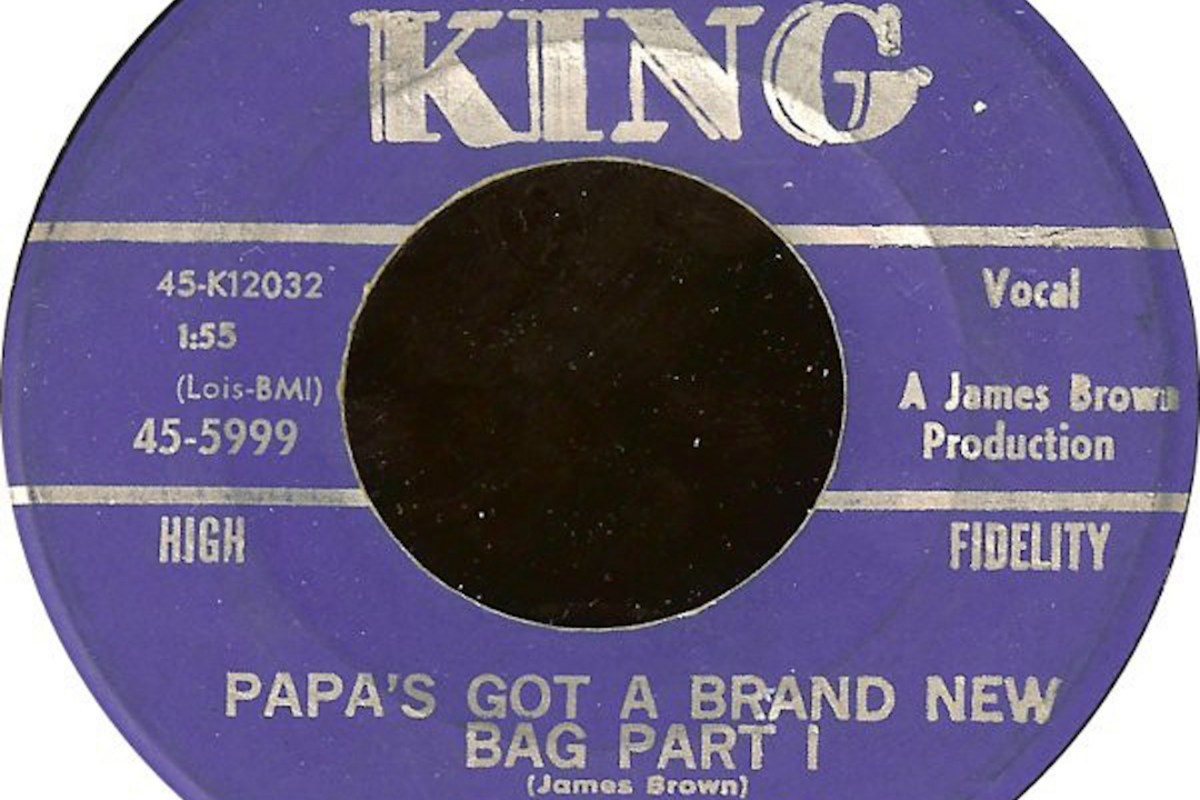 KING
45-K12032
1:55
(Lois-BMI)
45-5999
Vocal
A James Brown
Production
HIGH
FIDELITY
PAPA'S GOT A BRAND NEW
BAG PART I
(James Brown)